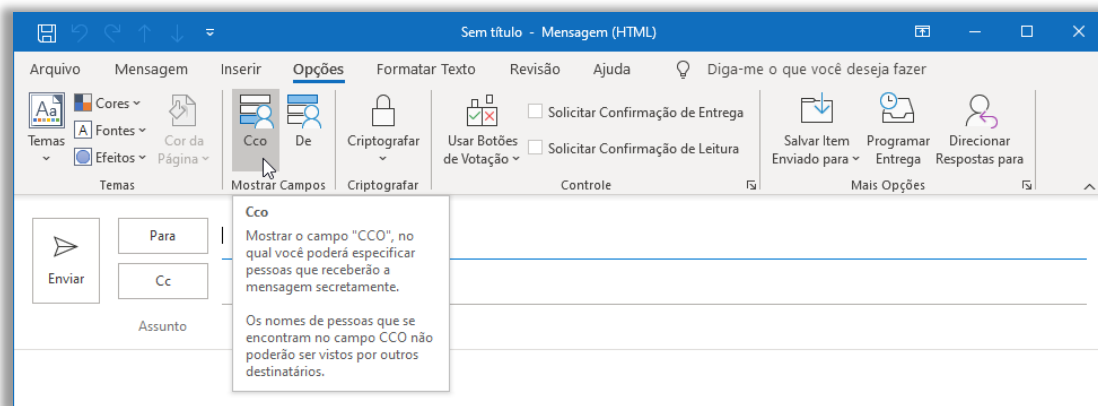 Sem título - Mensagem (HTML)
Arquivo Mensagem Inserir Opções Formatar Texto Revisão Ajuda Diga-me o que você deseja fazer
Aa
Temas
Cores
A Fontes
Efeitos
Cor da
Página
Temas
Cco
De
Mostrar Campos
Criptografar
Criptografar
Usar Botões
de Votação
Solicitar Confirmação de Entrega
Solicitar Confirmação de Leitura
Controle
Salvar Item
Enviado para
Programar
Entrega
Direcionar
Respostas para
Mais Opções
Enviar
Para
Cc
Assunto
Cco
Mostrar o campo "CCO", no
qual você poderá especificar
pessoas que receberão a
mensagem secretamente.
Os nomes de pessoas que se
encontram no campo CCO não
poderão ser vistos por outros
destinatários.